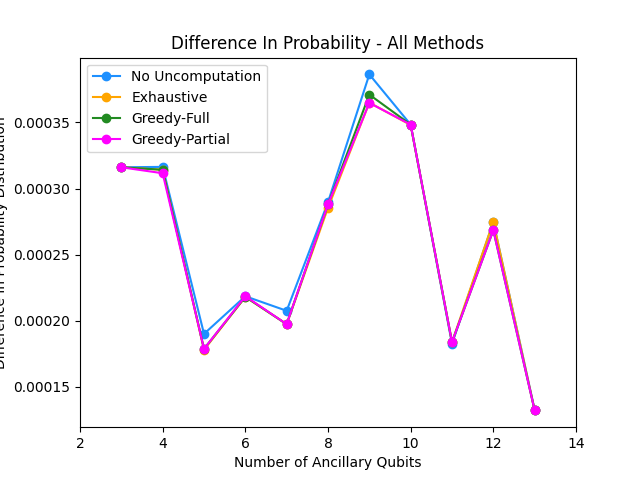 Difference In Probability - All Methods
No Uncomputation
Exhaustive
Greedy-Full
Greedy-Partial
Difference in Probability Distribution
0.00035
0.00030
0.00025
0.00020
0.00015
2 4 6 8 10 12 14
Number of Ancillary Qubits